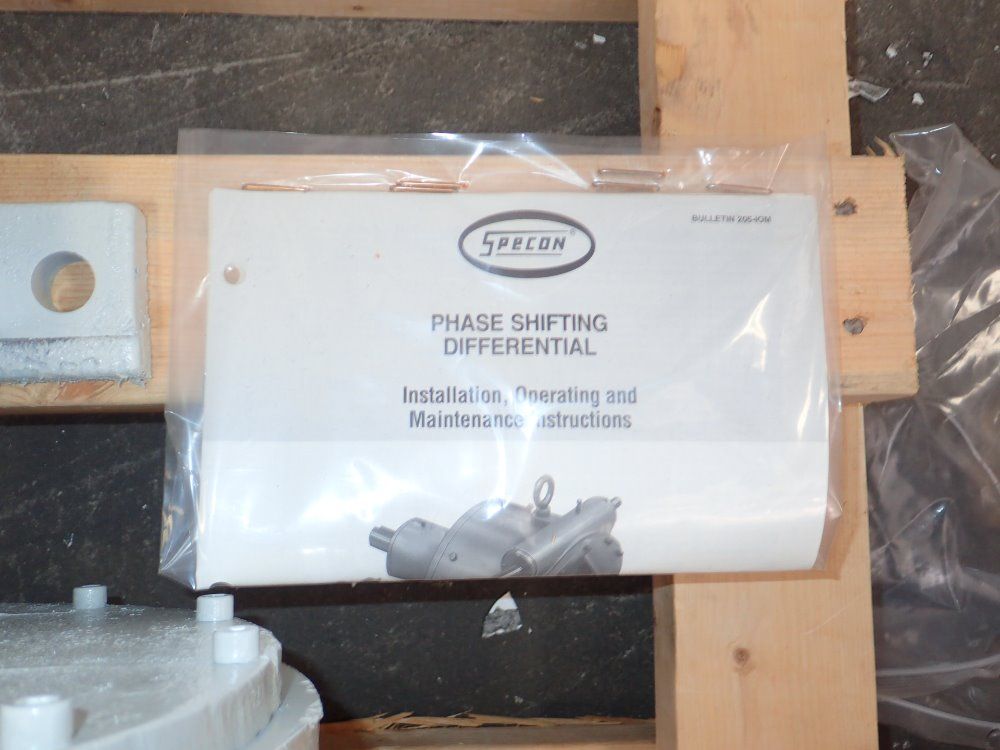 SPECON®
BULLETIN 205-IOM
PHASE SHIFTING
DIFFERENTIAL
Installation, Operating and
Maintenance Instructions